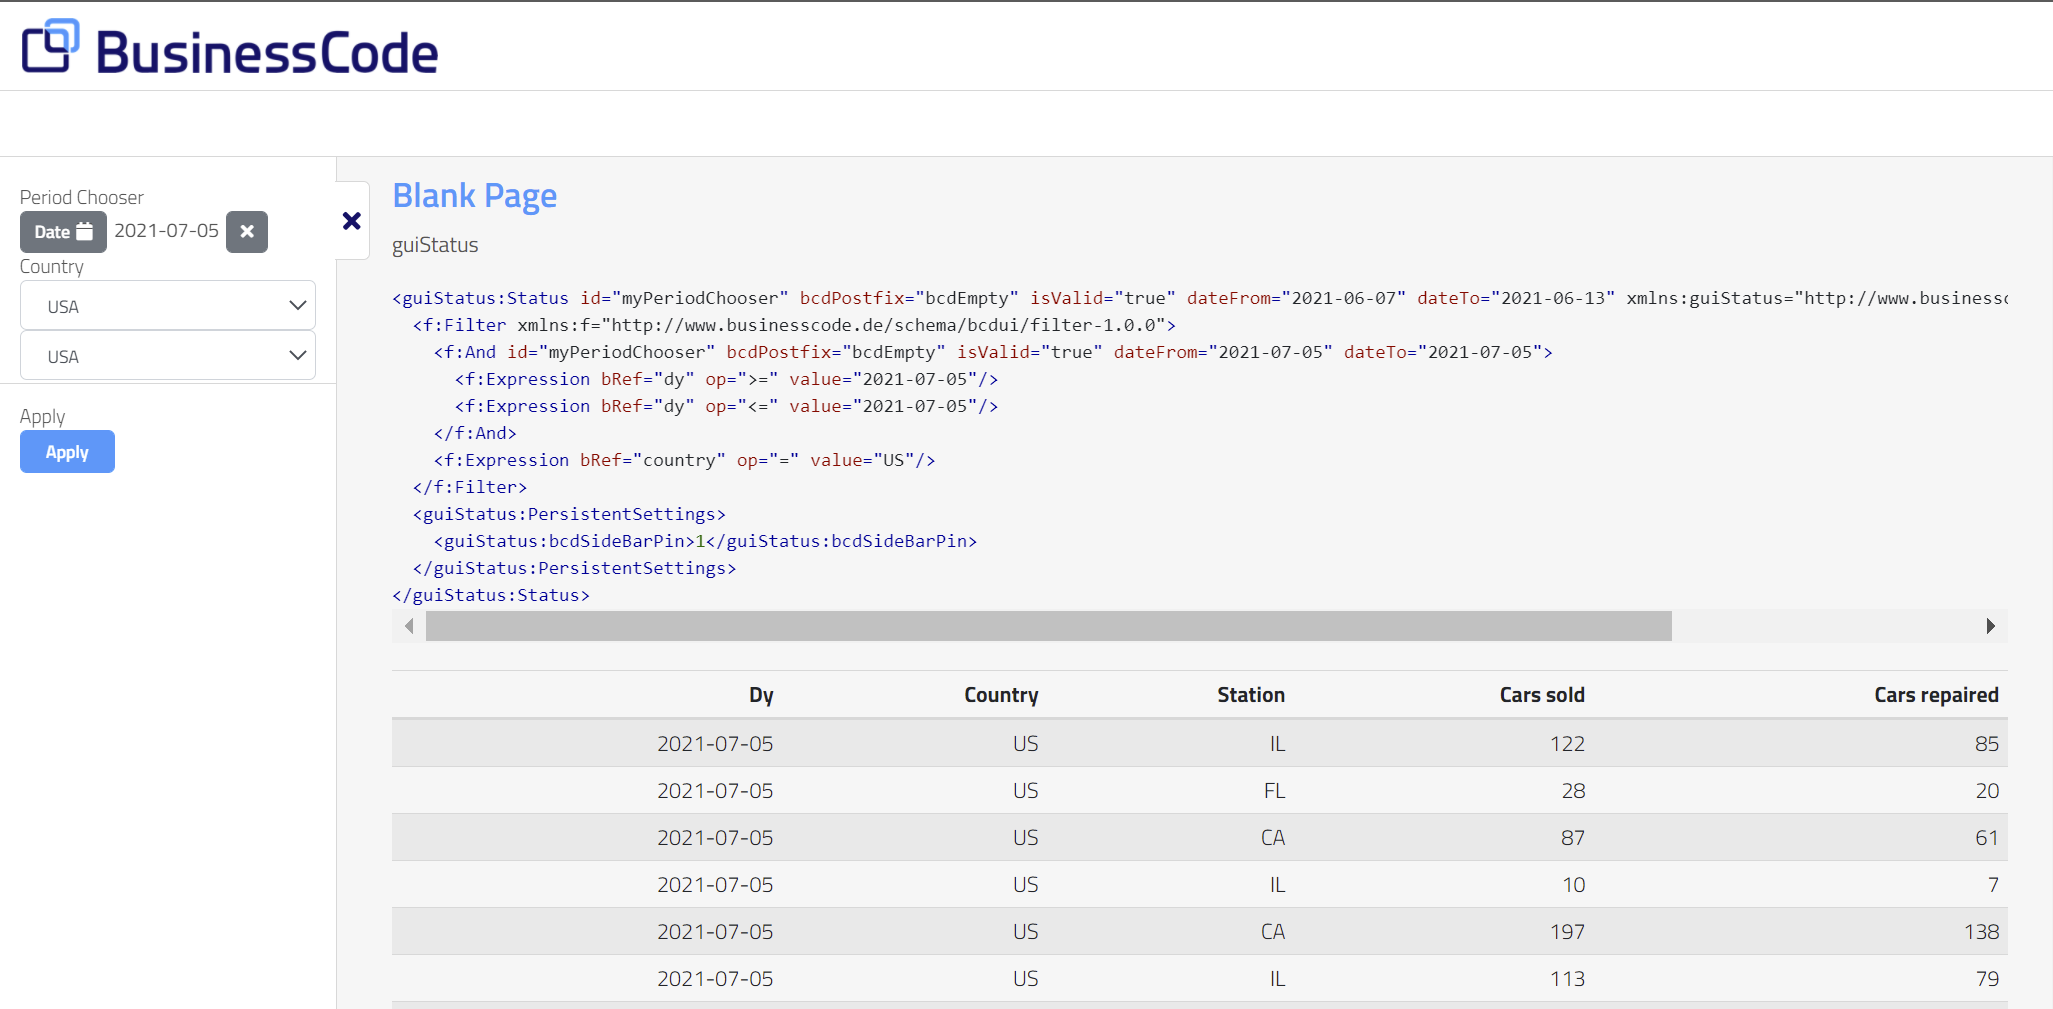 BusinessCode
Period Chooser
Date 2021-07-05
Country
USA
USA
Apply
Apply
Blank Page
guiStatus
<guiStatus:Status id="myPeriodChooser" bcdPostfix="bcdEmpty" isValid="true" dateFrom="2021-06-07" dateTo="2021-06-13" xmlns:guiStatus="http://www.business
<f:Filter xmlns:f="http://www.businesscode.de/schema/bcdui/filter-1.0.0">
<f:And id="myPeriodChooser" bcdPostfix="bcdEmpty" isValid="true" dateFrom="2021-07-05" dateTo="2021-07-05">
<f:Expression bRef="dy" op=">=" value="2021-07-05"/>
<f:Expression bRef="dy" op="<=" value="2021-07-05"/>
</f:And>
<f:Expression bRef="country" op="=" value="US"/>
</f:Filter>
<guiStatus:PersistentSettings>
<guiStatus:bcdSideBarPin>1</guiStatus:bcdSideBarPin>
</guiStatus:PersistentSettings>
</guiStatus:Status>
Dy Country Station Cars sold Cars repaired
2021-07-05 US IL 122 85
2021-07-05 US FL 28 20
2021-07-05 US CA 87 61
2021-07-05 US IL 10 7
2021-07-05 US CA 197 138
2021-07-05 US IL 113 79